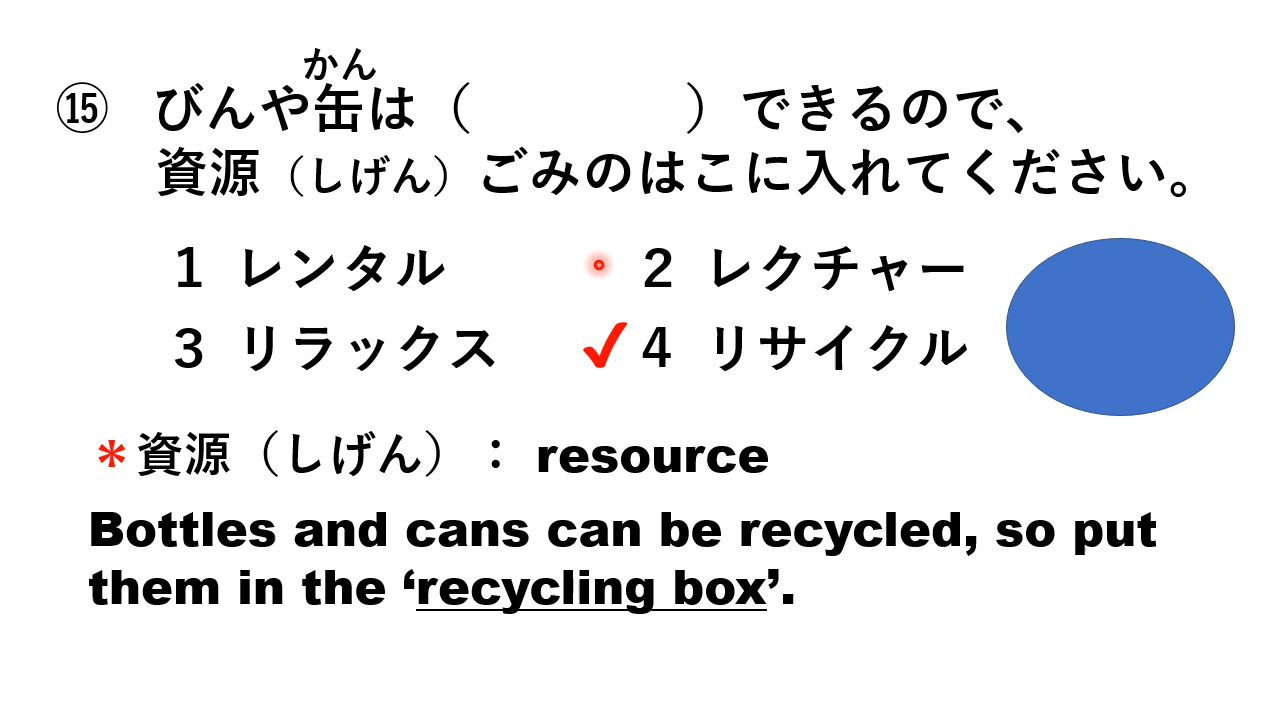 かん
⑮ びんや缶は（　　　　）できるので、
資源（しげん）ごみのはこに入れてください。
1 レンタル 2 レクチャー
3 リラックス ✔4 リサイクル
*資源（しげん）： resource
Bottles and cans can be recycled, so put
them in the ‘recycling box’.